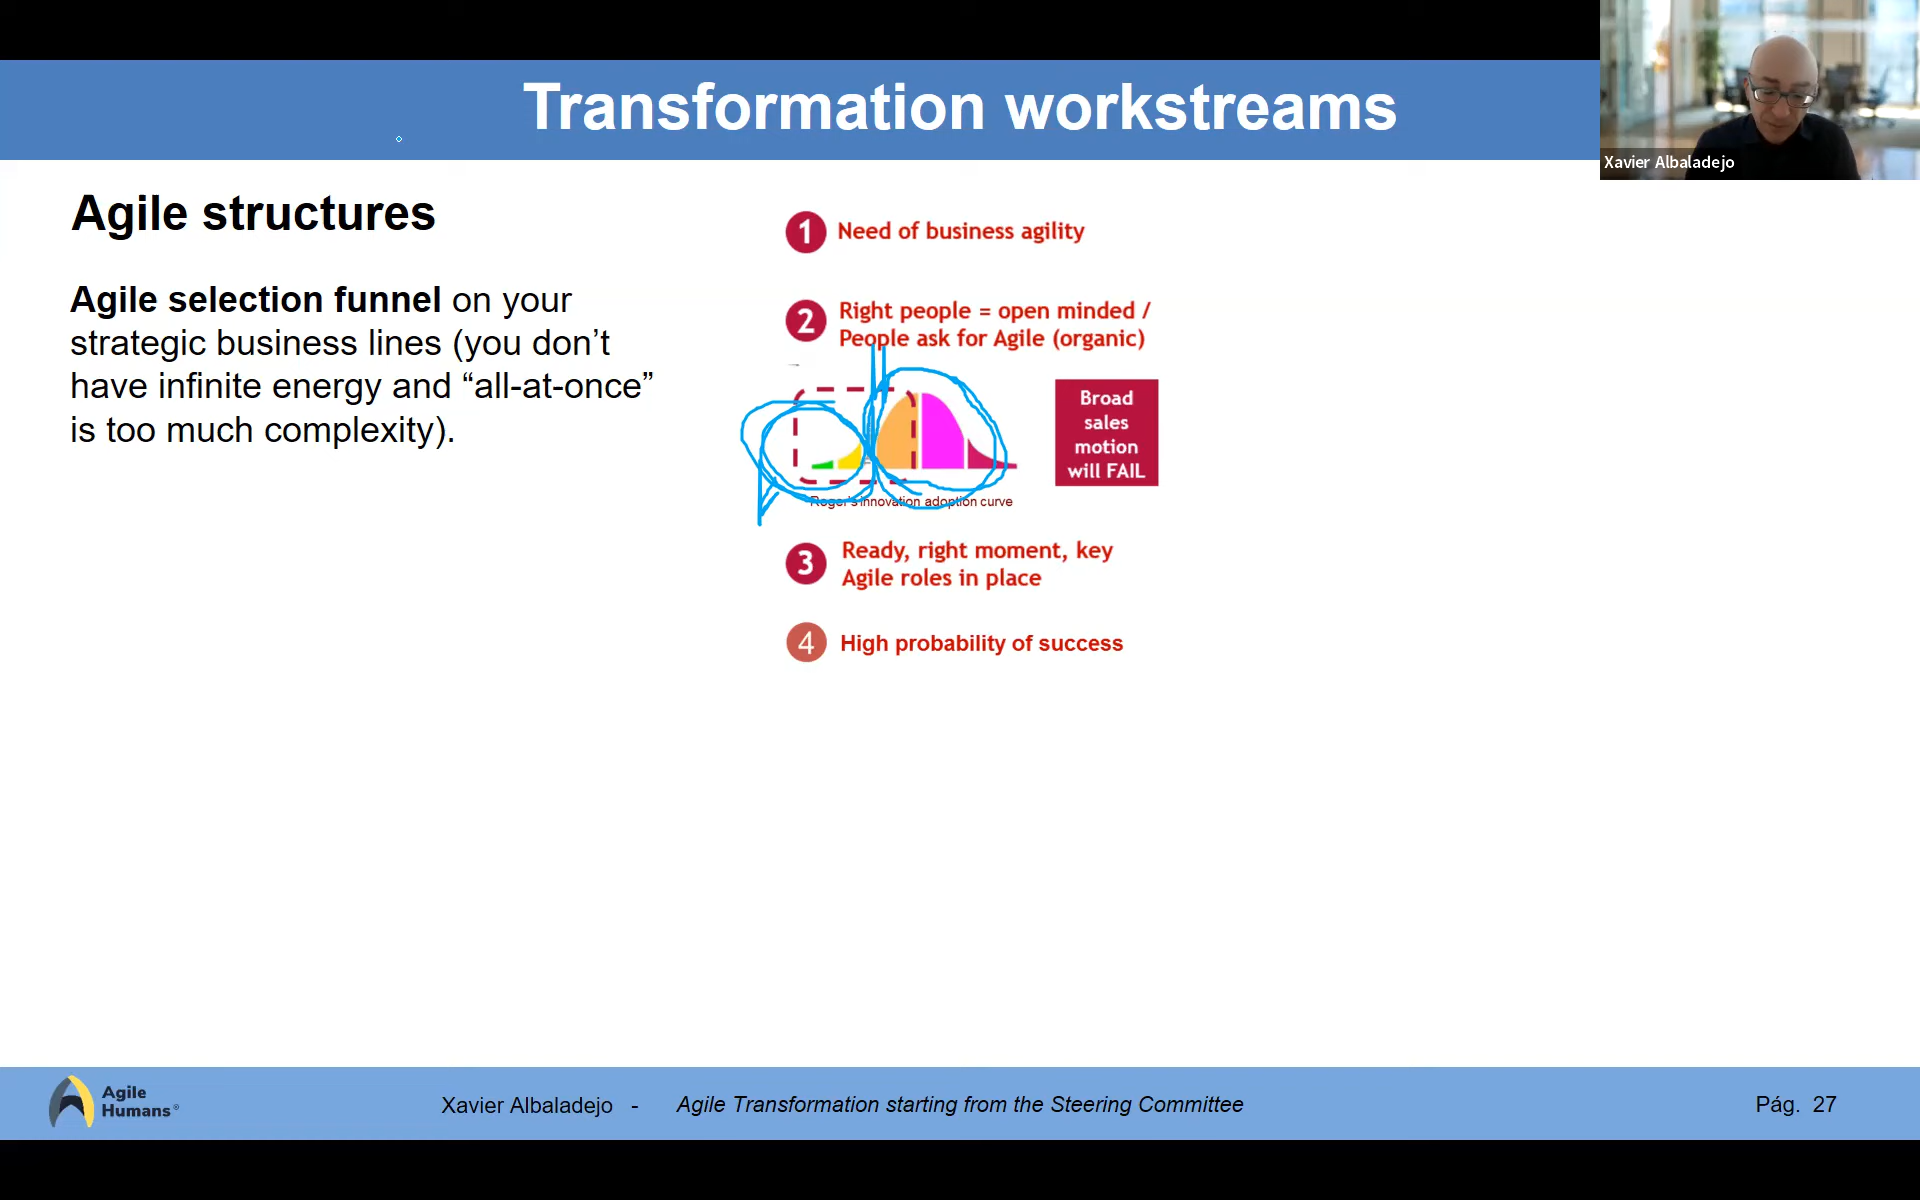 Transformation workstreams
Xavier Albaladejo
Agile structures
Agile selection funnel on your
strategic business lines (you don’t
have infinite energy and “all-at-once”
is too much complexity).
1 Need of business agility
2 Right people = open minded /
People ask for Agile (organic)
Broad
sales
motion
will FAIL
Roger's innovation adoption curve
3 Ready, right moment, key
Agile roles in place
4 High probability of success
Agile
Humans®
Xavier Albaladejo - Agile Transformation starting from the Steering Committee
Pág. 27